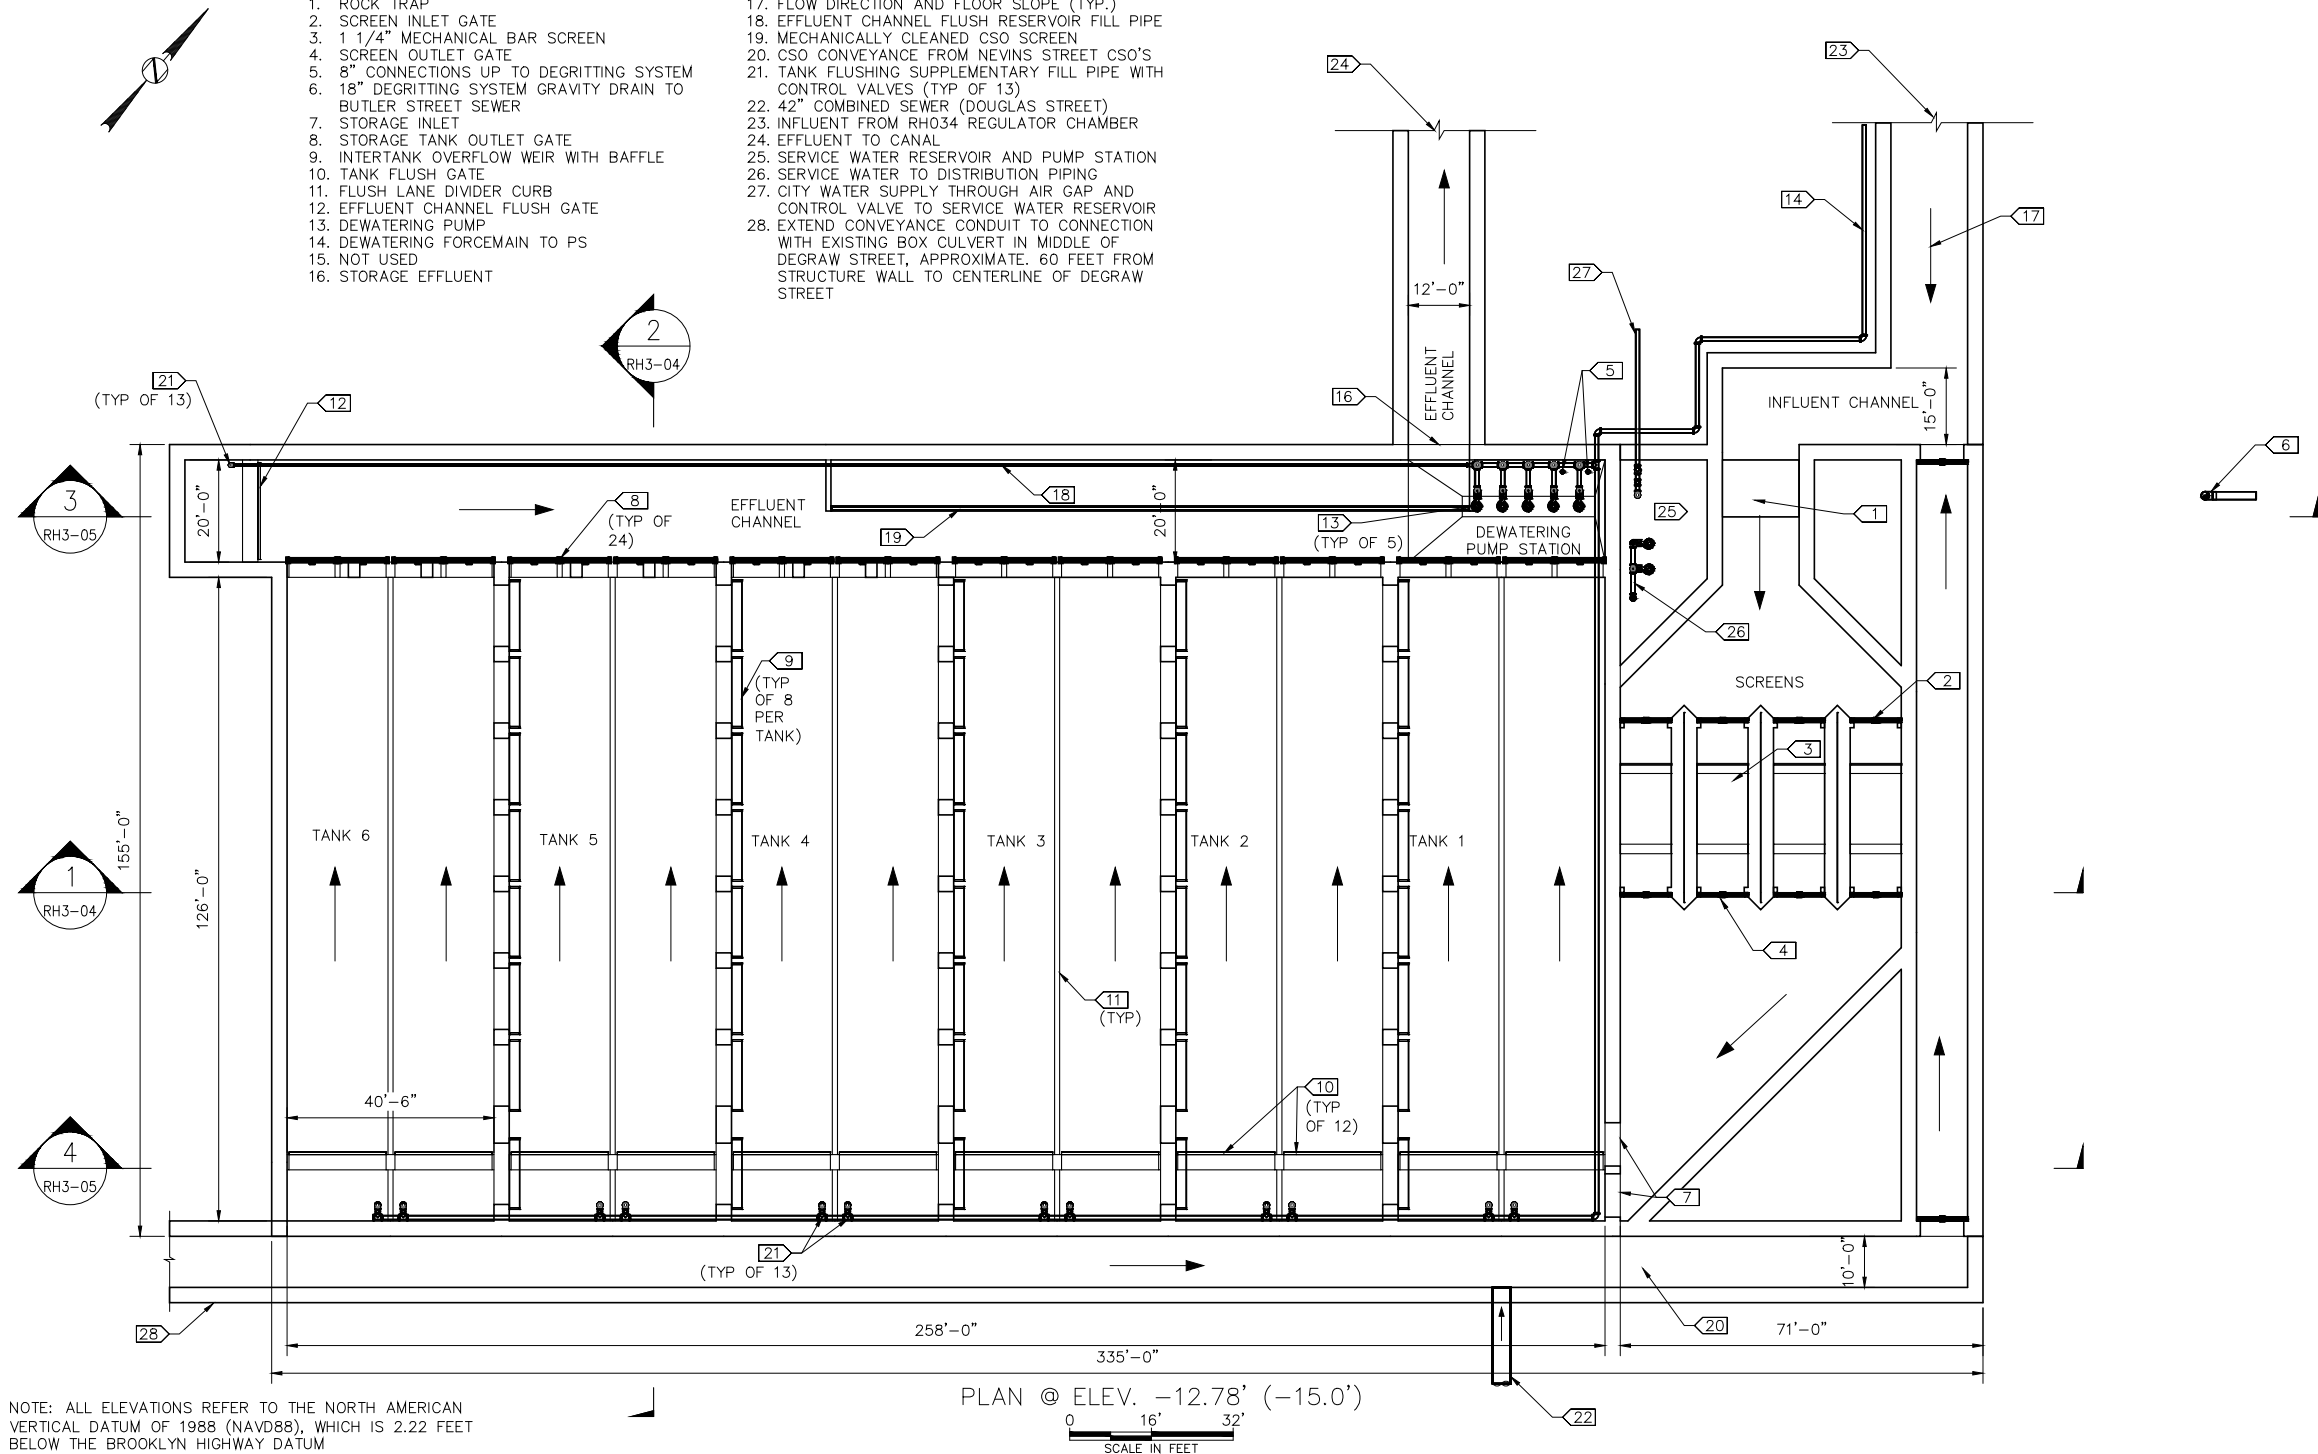 1. ROCK TRAP
2. SCREEN INLET GATE
3. 1 1/4" MECHANICAL BAR SCREEN
4. SCREEN OUTLET GATE
5. 8" CONNECTIONS UP TO DEGRITTING SYSTEM
6. 18" DEGRITTING SYSTEM GRAVITY DRAIN TO
BUTLER STREET SEWER
7. STORAGE INLET
8. STORAGE TANK OUTLET GATE
9. INTERTANK OVERFLOW WEIR WITH BAFFLE
10. TANK FLUSH GATE
11. FLUSH LANE DIVIDER CURB
12. EFFLUENT CHANNEL FLUSH GATE
13. DEWATERING PUMP
14. DEWATERING FORCEMAIN TO PS
15. NOT USED
16. STORAGE EFFLUENT
17. FLOW DIRECTION AND FLOOR SLOPE (TYP.)
18. EFFLUENT CHANNEL FLUSH RESERVOIR FILL PIPE
19. MECHANICALLY CLEANED CSO SCREEN
20. CSO CONVEYANCE FROM NEVINS STREET CSO'S
21. TANK FLUSHING SUPPLEMENTARY FILL PIPE WITH
CONTROL VALVES (TYP OF 13)
22. 42" COMBINED SEWER (DOUGLAS STREET)
23. INFLUENT FROM RH034 REGULATOR CHAMBER
24. EFFLUENT TO CANAL
25. SERVICE WATER RESERVOIR AND PUMP STATION
26. SERVICE WATER TO DISTRIBUTION PIPING
27. CITY WATER SUPPLY THROUGH AIR GAP AND
CONTROL VALVE TO SERVICE WATER RESERVOIR
28. EXTEND CONVEYANCE CONDUIT TO CONNECTION
WITH EXISTING BOX CULVERT IN MIDDLE OF
DEGRAW STREET, APPROXIMATE. 60 FEET FROM
STRUCTURE WALL TO CENTERLINE OF DEGRAW
STREET
24
23
14
17
27
12'-0"
2
RH3-04
EFFLUENT
CHANNEL
5
21
(TYP OF 13)
12
16
INFLUENT CHANNEL
15'-0"
6
3
RH3-05
20'-0"
EFFLUENT
CHANNEL
8
(TYP OF
24)
18
19
20'-0"
13
(TYP OF 5)
DEWATERING
PUMP STATION
25
1
26
9
(TYP
OF 8
PER
TANK)
SCREENS
2
3
155'-0"
126'-0"
TANK 6
TANK 5
TANK 4
TANK 3
TANK 2
TANK 1
1
RH3-04
4
11
(TYP)
40'-6"
10
(TYP
OF 12)
4
RH3-05
7
21
(TYP OF 13)
10'-0"
28
20
258'-0"
71'-0"
335'-0"
22
PLAN @ ELEV. -12.78' (-15.0')
0 16' 32'
SCALE IN FEET
NOTE: ALL ELEVATIONS REFER TO THE NORTH AMERICAN
VERTICAL DATUM OF 1988 (NAVD88), WHICH IS 2.22 FEET
BELOW THE BROOKLYN HIGHWAY DATUM